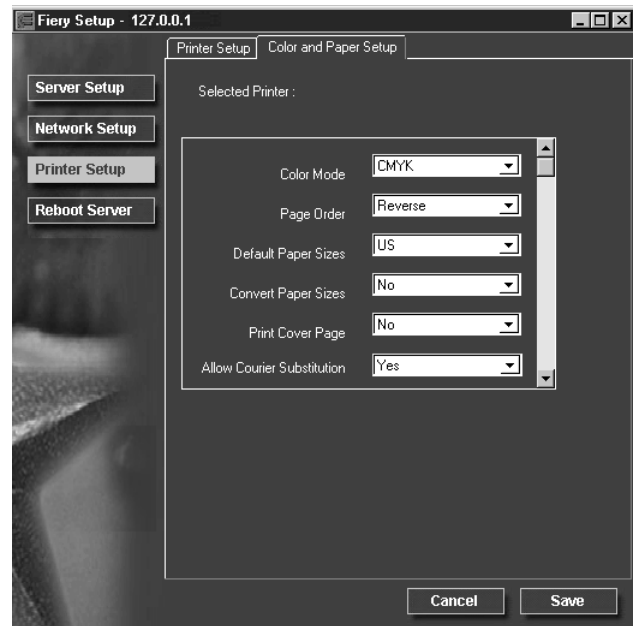 Fiery Setup - 127.0.0.1
Printer Setup
Color and Paper Setup
Server Setup
Network Setup
Printer Setup
Reboot Server
Selected Printer :
Color Mode CMYK
Page Order Reverse
Default Paper Sizes US
Convert Paper Sizes No
Print Cover Page No
Allow Courier Substitution Yes
Cancel
Save